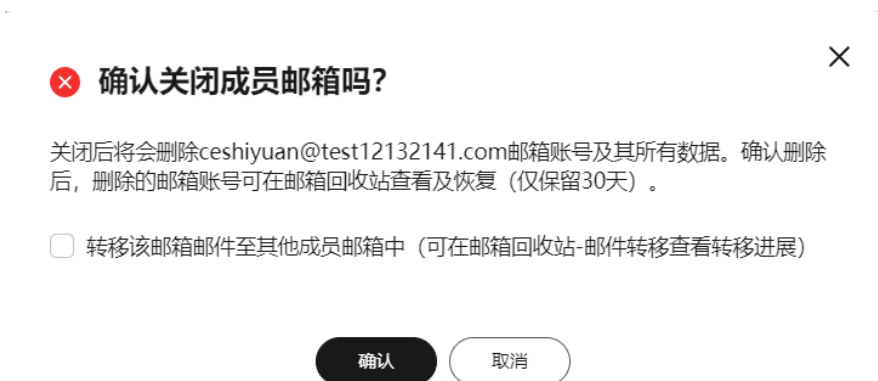 确认关闭成员邮箱吗?
关闭后将会删除ceshiyuan@test12132141.com邮箱账号及其所有数据。确认删除
后，删除的邮箱账号可在邮箱回收站查看及恢复（仅保留30天）。
转移该邮箱邮件至其他成员邮箱中（可在邮箱回收站-邮件转移查看转移进展）
确认 取消